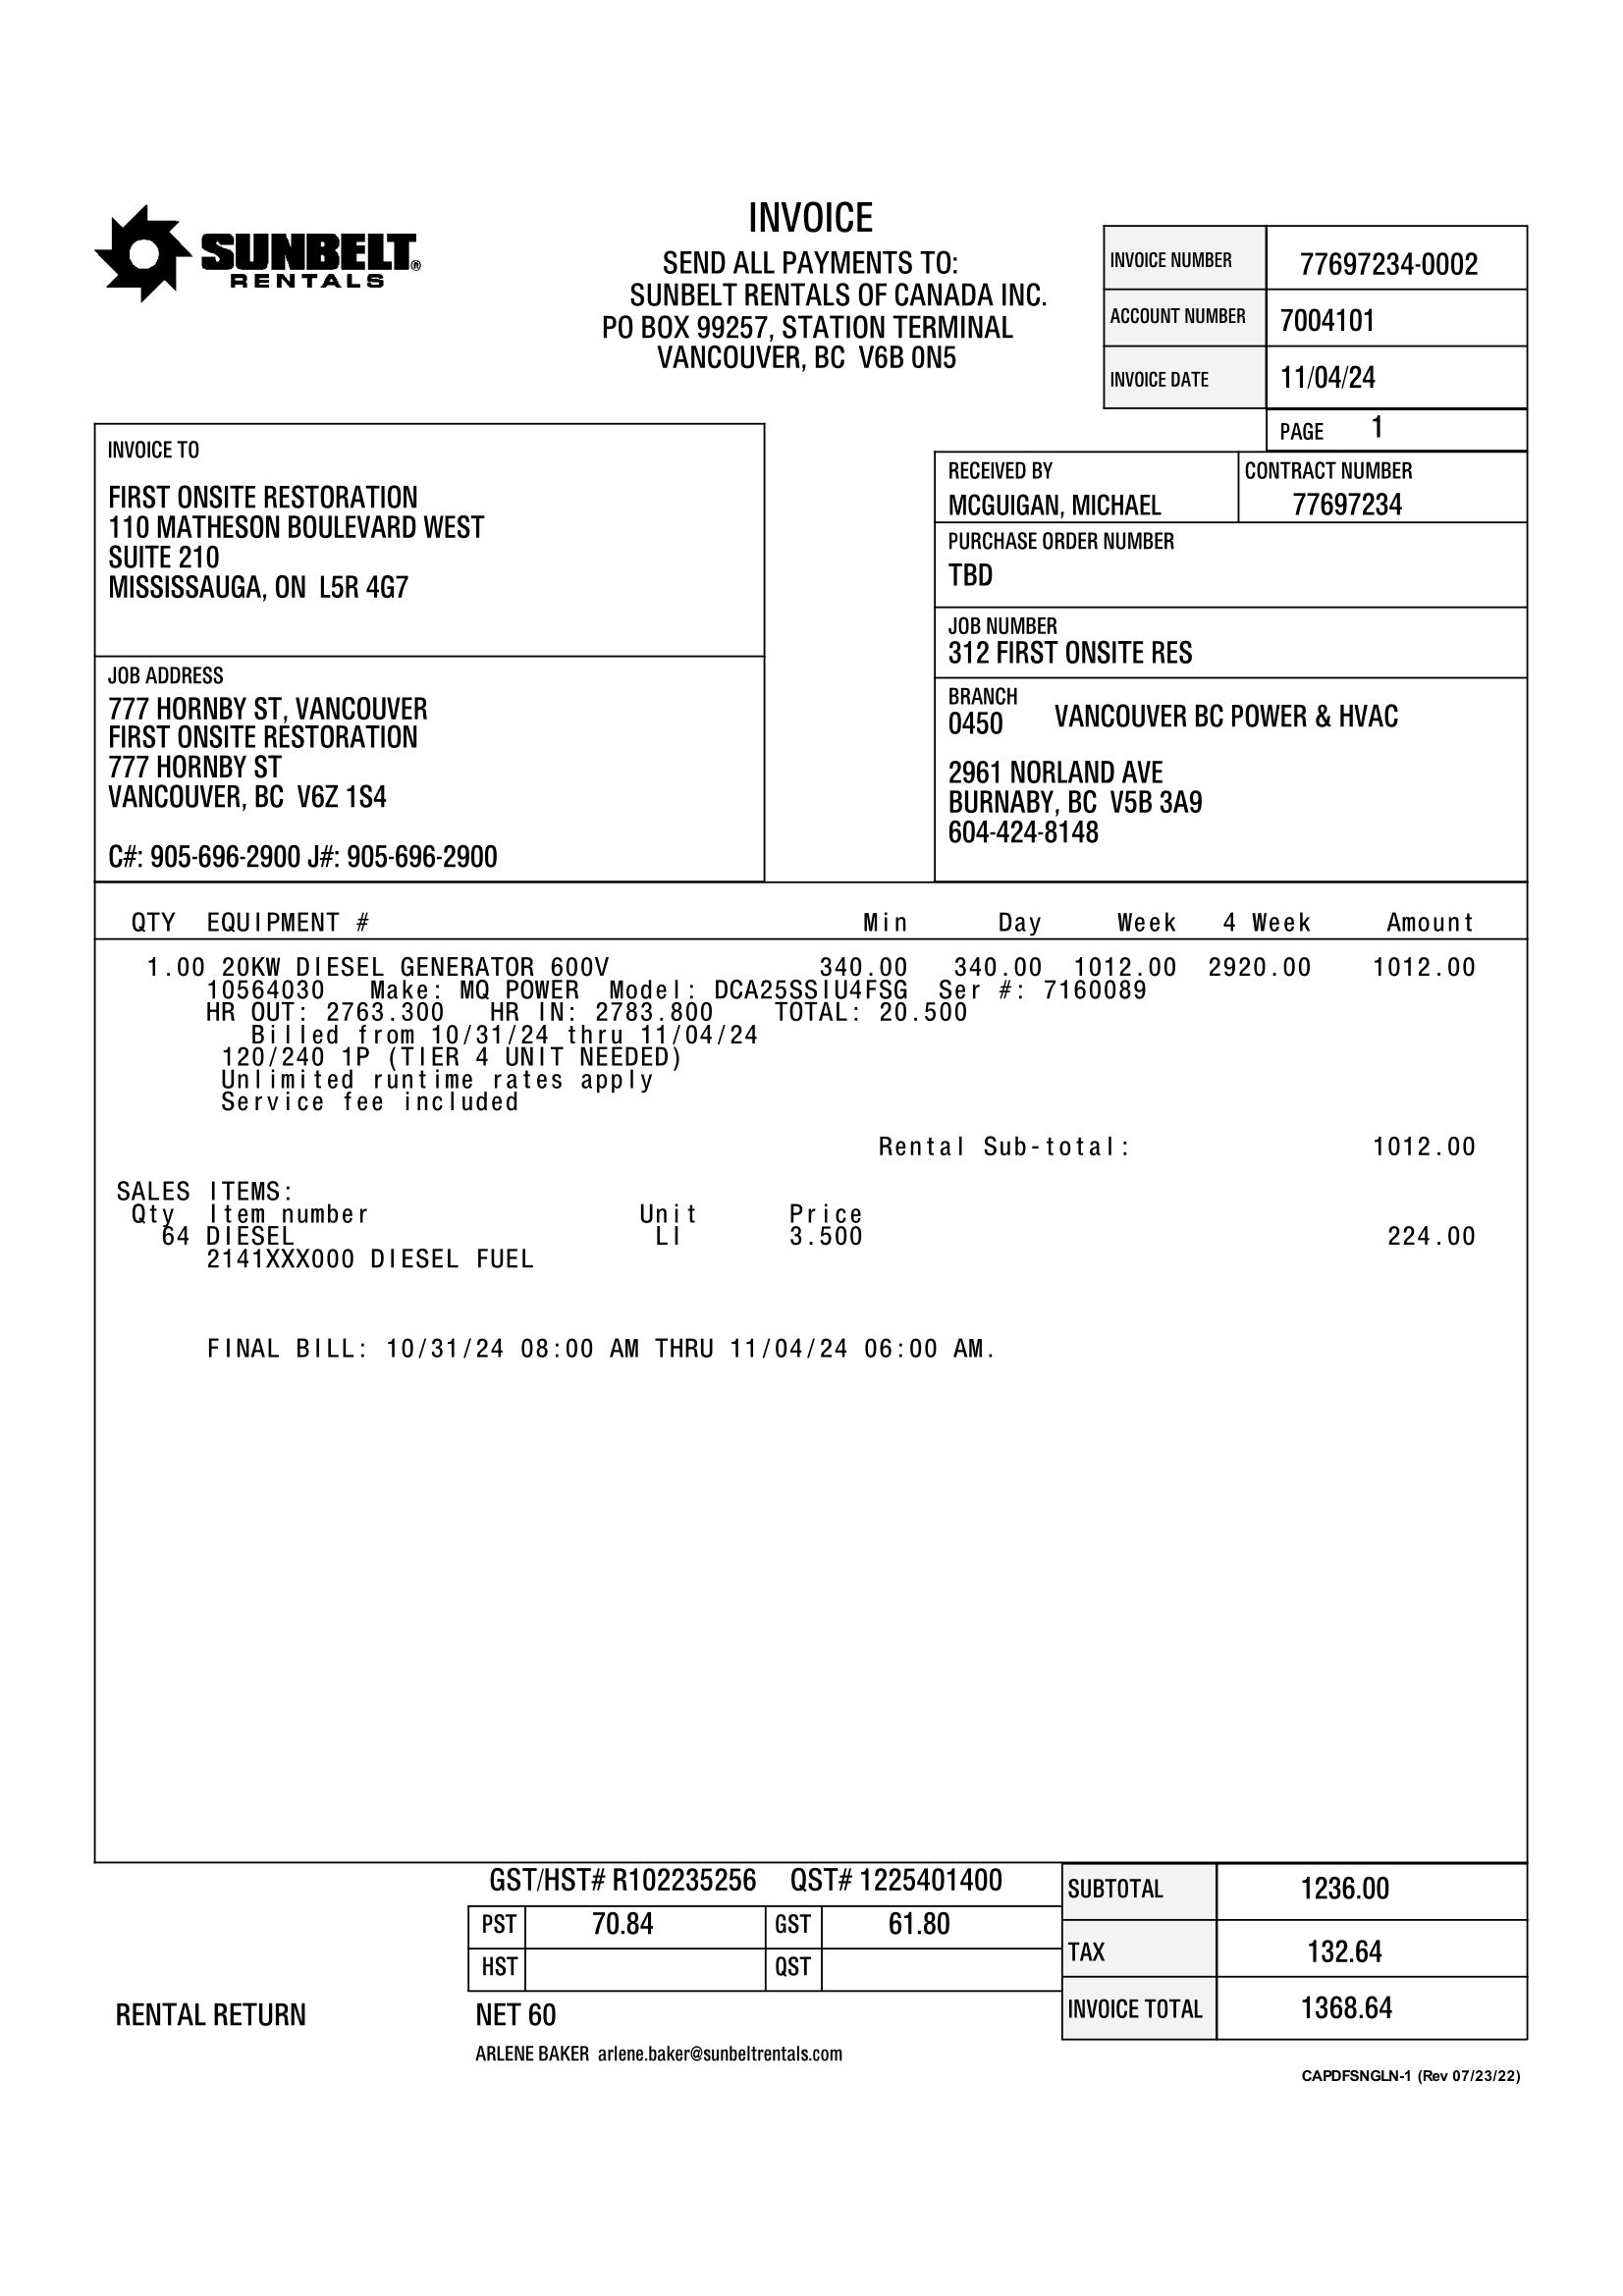 SUNBELT®
RENTALS
INVOICE
SEND ALL PAYMENTS TO:
SUNBELT RENTALS OF CANADA INC.
PO BOX 99257, STATION TERMINAL
VANCOUVER, BC V6B 0N5
INVOICE NUMBER 77697234-0002
ACCOUNT NUMBER 7004101
INVOICE DATE 11/04/24
PAGE 1
INVOICE TO
FIRST ONSITE RESTORATION
110 MATHESON BOULEVARD WEST
SUITE 210
MISSISSAUGA, ON L5R 4G7
JOB ADDRESS
777 HORNBY ST, VANCOUVER
FIRST ONSITE RESTORATION
777 HORNBY ST
VANCOUVER, BC V6Z 1S4
C#: 905-696-2900 J#: 905-696-2900
RECEIVED BY CONTRACT NUMBER
MCGUIGAN, MICHAEL 77697234
PURCHASE ORDER NUMBER
TBD
JOB NUMBER
312 FIRST ONSITE RES
BRANCH
0450 VANCOUVER BC POWER & HVAC
2961 NORLAND AVE
BURNABY, BC V5B 3A9
604-424-8148
QTY EQUIPMENT # Min Day Week 4 Week Amount
1.00 20KW DIESEL GENERATOR 600V 340.00 340.00 1012.00 2920.00 1012.00
10564030 Make: MQ POWER Model: DCA25SSIU4FSG Ser #: 7160089
HR OUT: 2763.300 HR IN: 2783.800 TOTAL: 20.500
Billed from 10/31/24 thru 11/04/24
120/240 1P (TIER 4 UNIT NEEDED)
Unlimited runtime rates apply
Service fee included
Rental Sub-total: 1012.00
SALES ITEMS:
Qty Item number Unit Price
64 DIESEL LI 3.500 224.00
2141XXX000 DIESEL FUEL
FINAL BILL: 10/31/24 08:00 AM THRU 11/04/24 06:00 AM.
GST/HST# R102235256 QST# 1225401400
PST 70.84 GST 61.80
HST QST
SUBTOTAL 1236.00
TAX 132.64
INVOICE TOTAL 1368.64
RENTAL RETURN NET 60
ARLENE BAKER arlene.baker@sunbeltrentals.com
CAPDFSNGLN-1 (Rev 07/23/22)